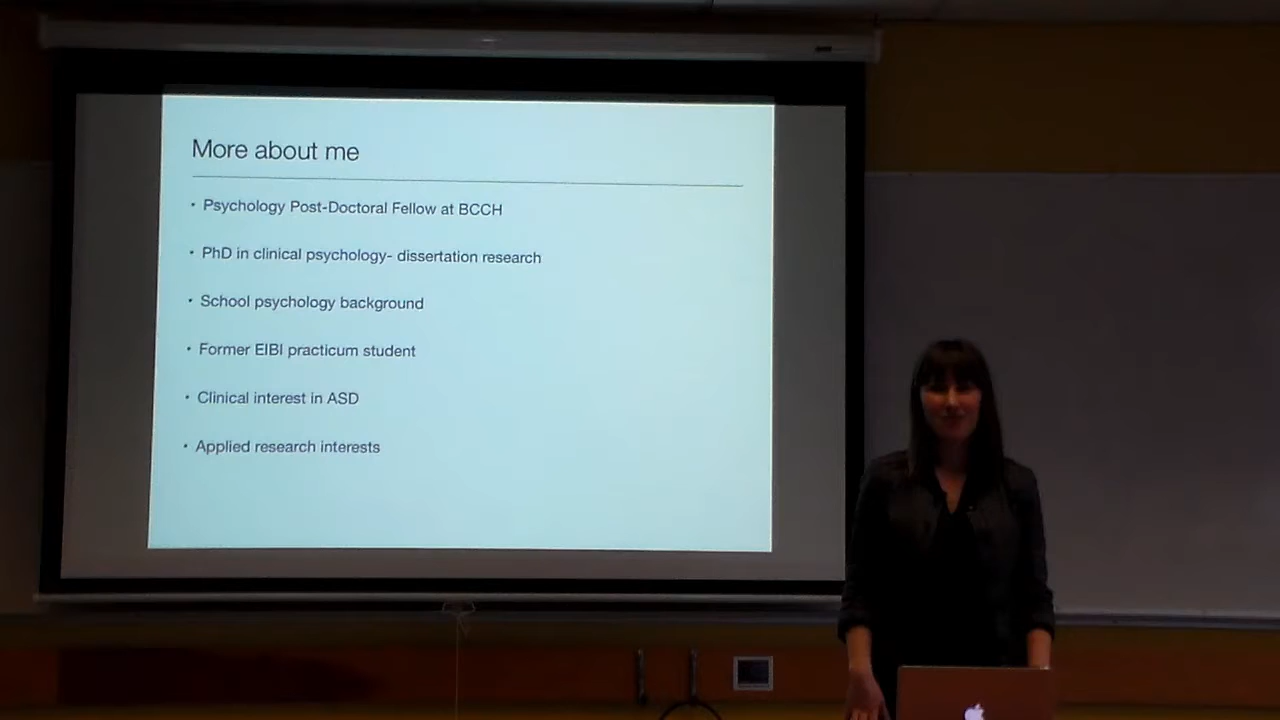 More about me
• Psychology Post-Doctoral Fellow at BCCH
• PhD in clinical psychology- dissertation research
• School psychology background
• Former EIBI practicum student
• Clinical interest in ASD
• Applied research interests